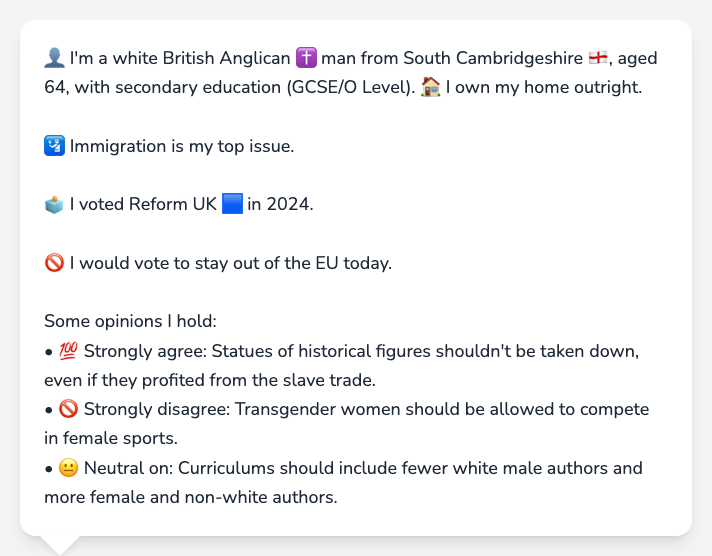 👤 I'm a white British Anglican ✝️ man from South Cambridgeshire 🏴󠁧󠁢󠁥󠁮󠁧󠁿, aged
64, with secondary education (GCSE/O Level). 🏠 I own my home outright.
🛂 Immigration is my top issue.
🗳️ I voted Reform UK 🟦 in 2024.
🚫 I would vote to stay out of the EU today.
Some opinions I hold:
• 💯 Strongly agree: Statues of historical figures shouldn't be taken down,
even if they profited from the slave trade.
• 🚫 Strongly disagree: Transgender women should be allowed to compete
in female sports.
• 😐 Neutral on: Curriculums should include fewer white male authors and
more female and non-white authors.